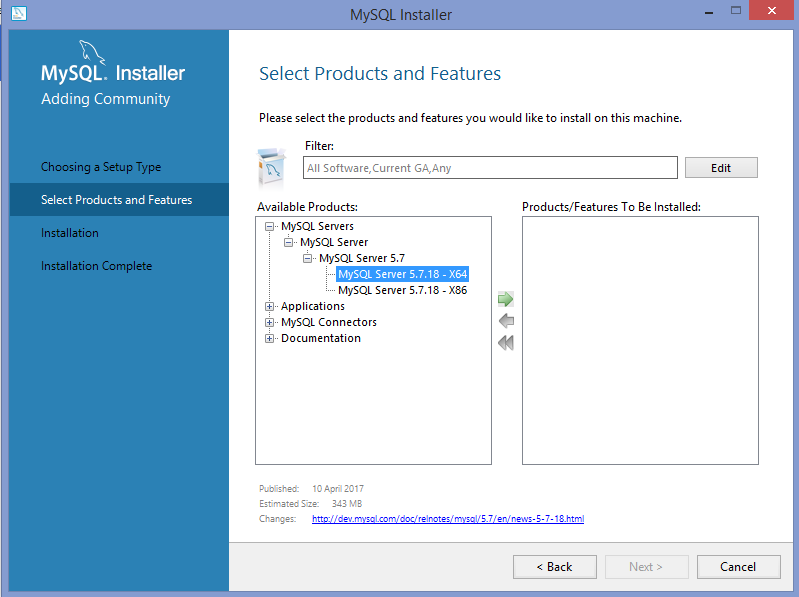 MySQL Installer
MySQL. Installer
Adding Community
Choosing a Setup Type
Select Products and Features
Installation
Installation Complete
Select Products and Features
Please select the products and features you would like to install on this machine.
Filter:
All Software,Current GA,Any
Edit
Available Products:
Products/Features To Be Installed:
MySQL Servers
MySQL Server
MySQL Server 5.7
MySQL Server 5.7.18 - X64
MySQL Server 5.7.18 - X86
Applications
MySQL Connectors
Documentation
Published: 10 April 2017
Estimated Size: 343 MB
Changes: http://dev.mysql.com/doc/relnotes/mysql/5.7/en/news-5-7-18.html
< Back
Next >
Cancel